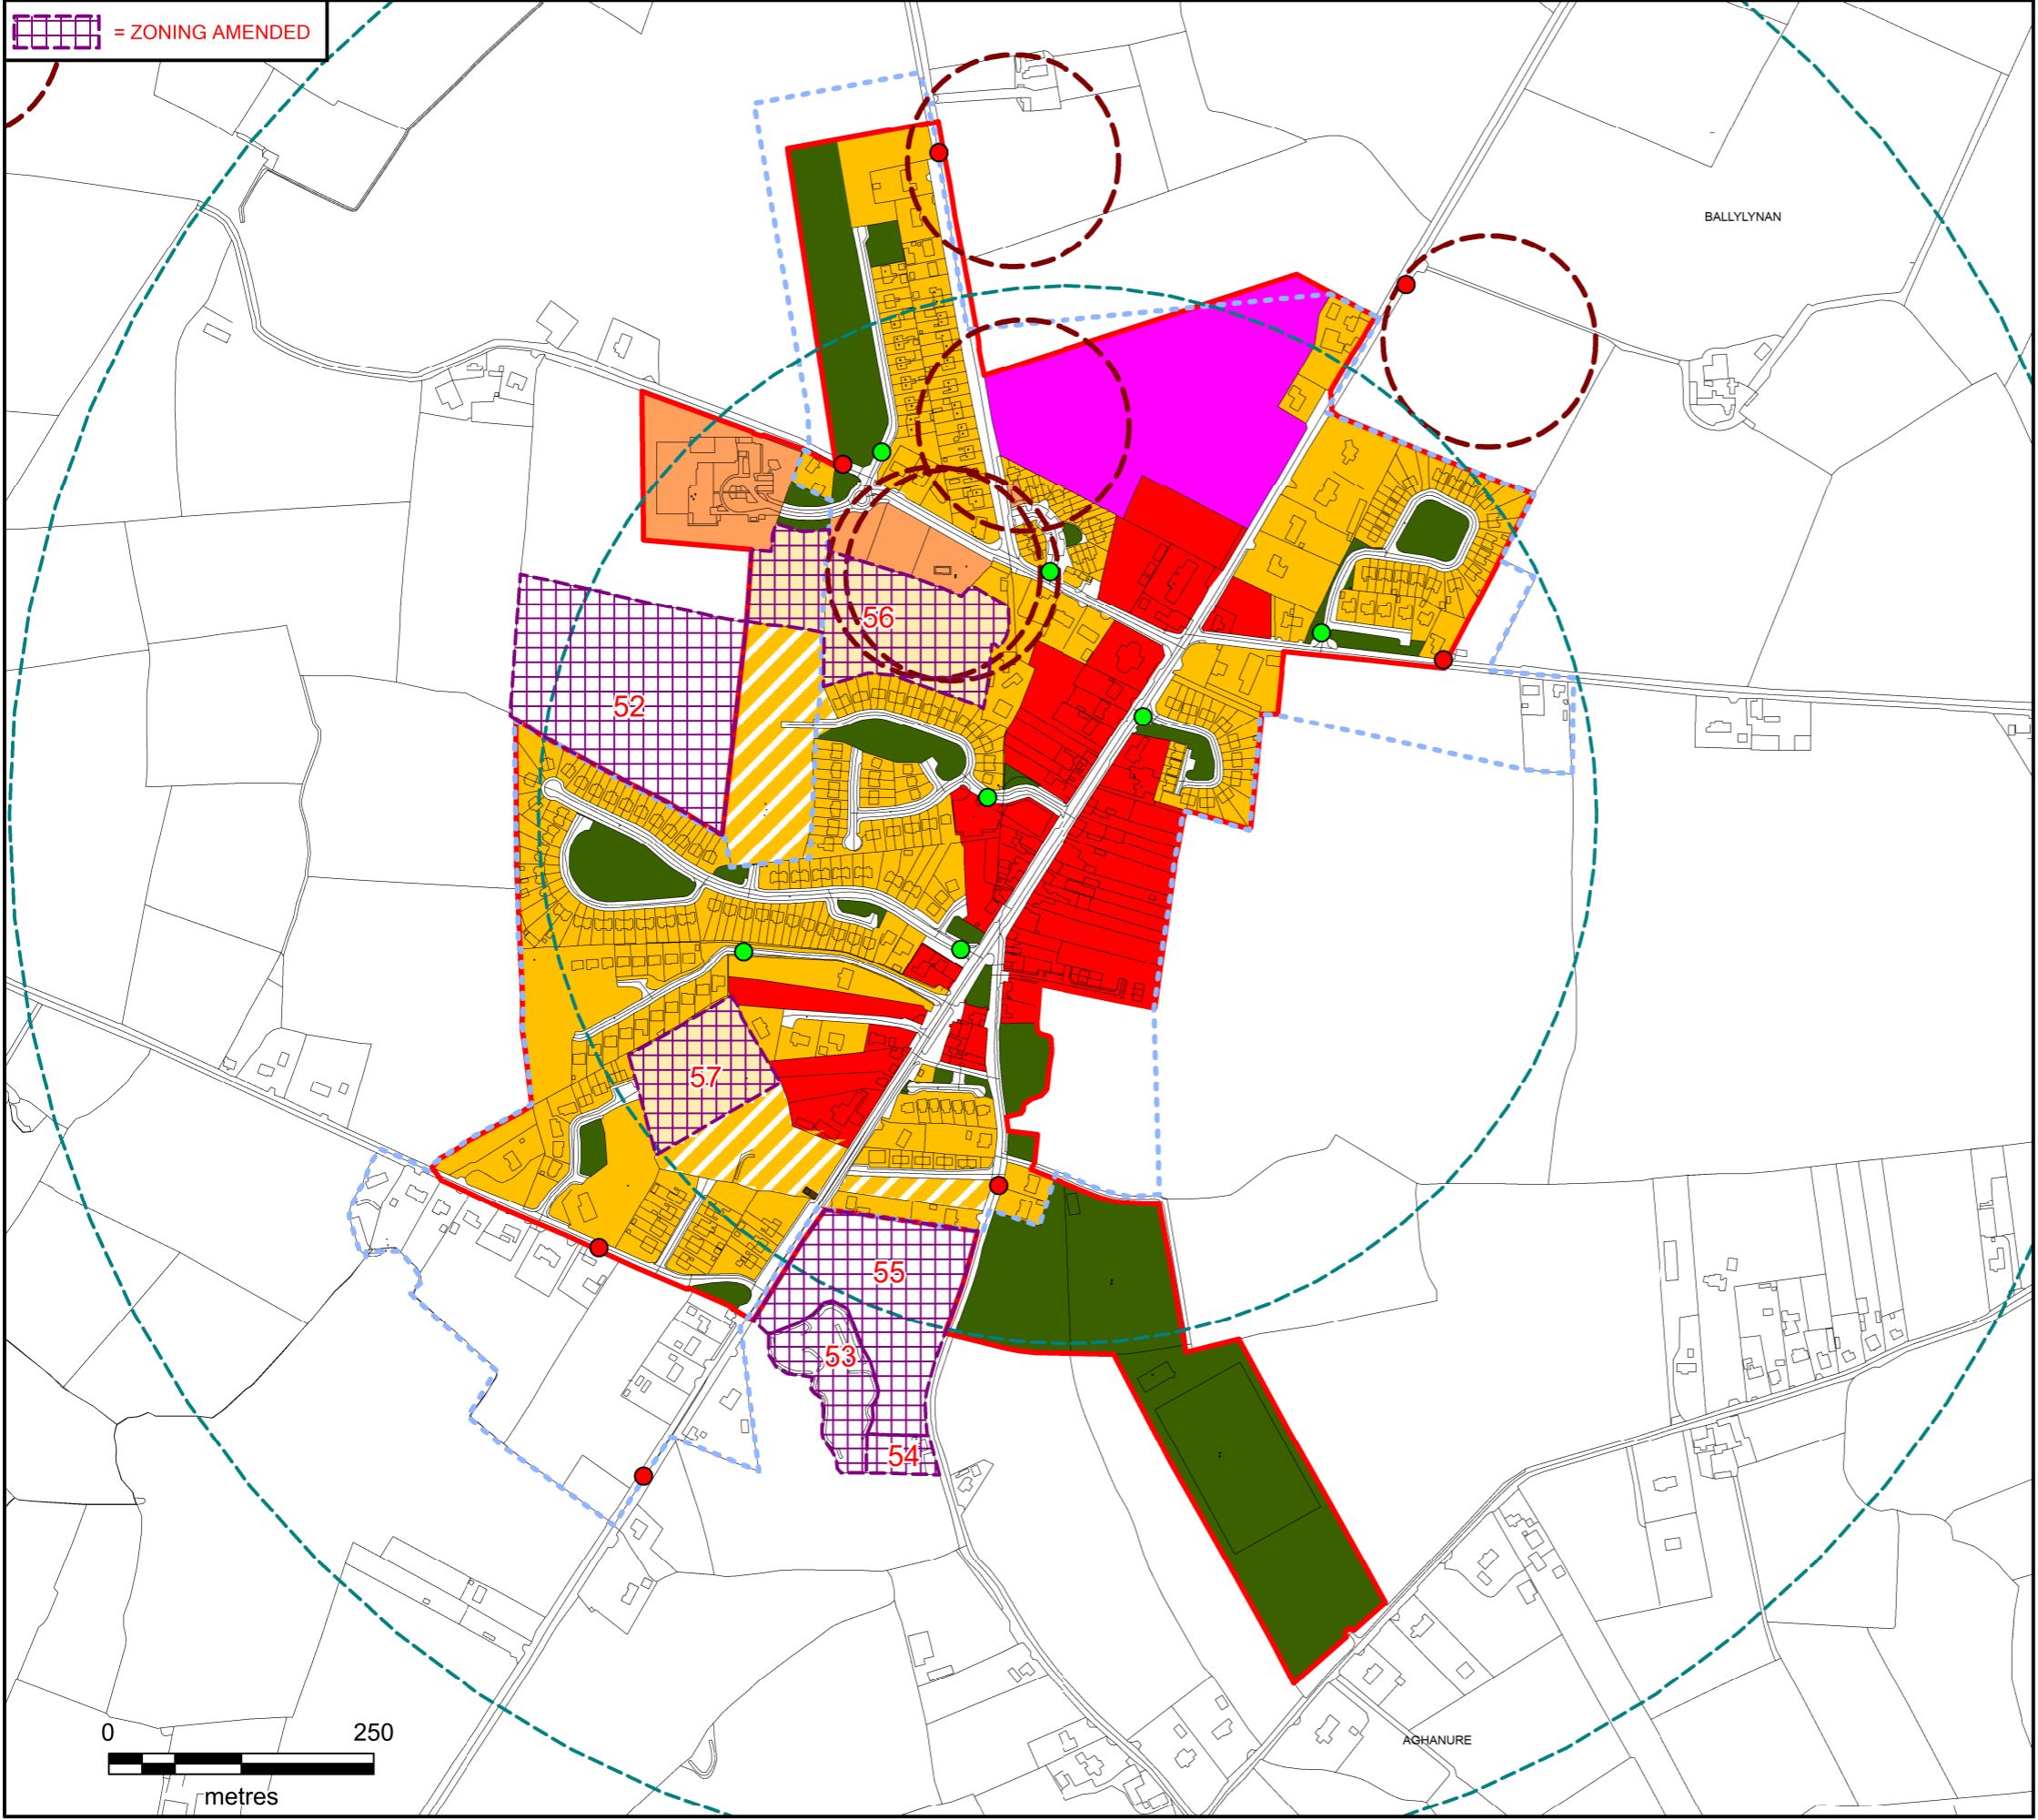 = ZONING AMENDED
BALLYLYNAN
56
52
57
55
53
54
AGHANURE
0 250
metres